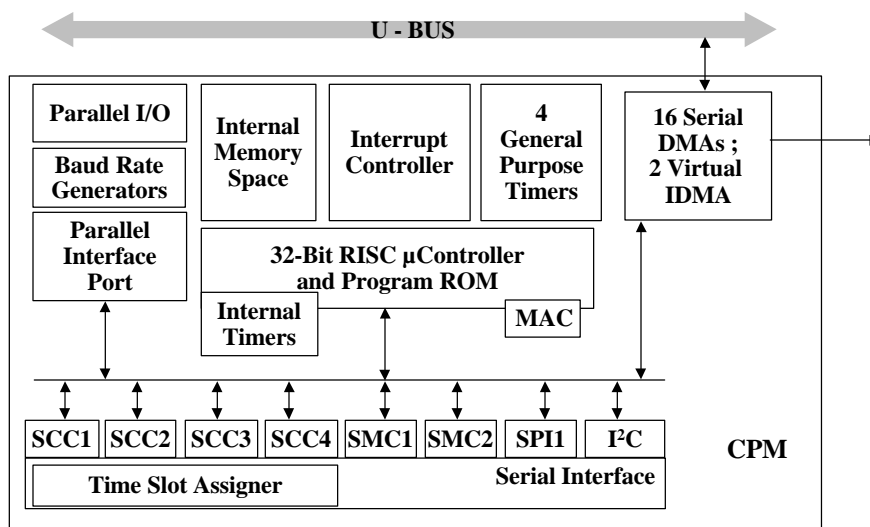 U - BUS
Parallel I/O
Baud Rate
Generators
Parallel
Interface
Port
Internal
Memory
Space
Interrupt
Controller
4
General
Purpose
Timers
16 Serial
DMAs ;
2 Virtual
IDMA
32-Bit RISC µController
and Program ROM
Internal
Timers
MAC
SCC1
SCC2
SCC3
SCC4
SMC1
SMC2
SPI1
I²C
Serial Interface
Time Slot Assigner
CPM